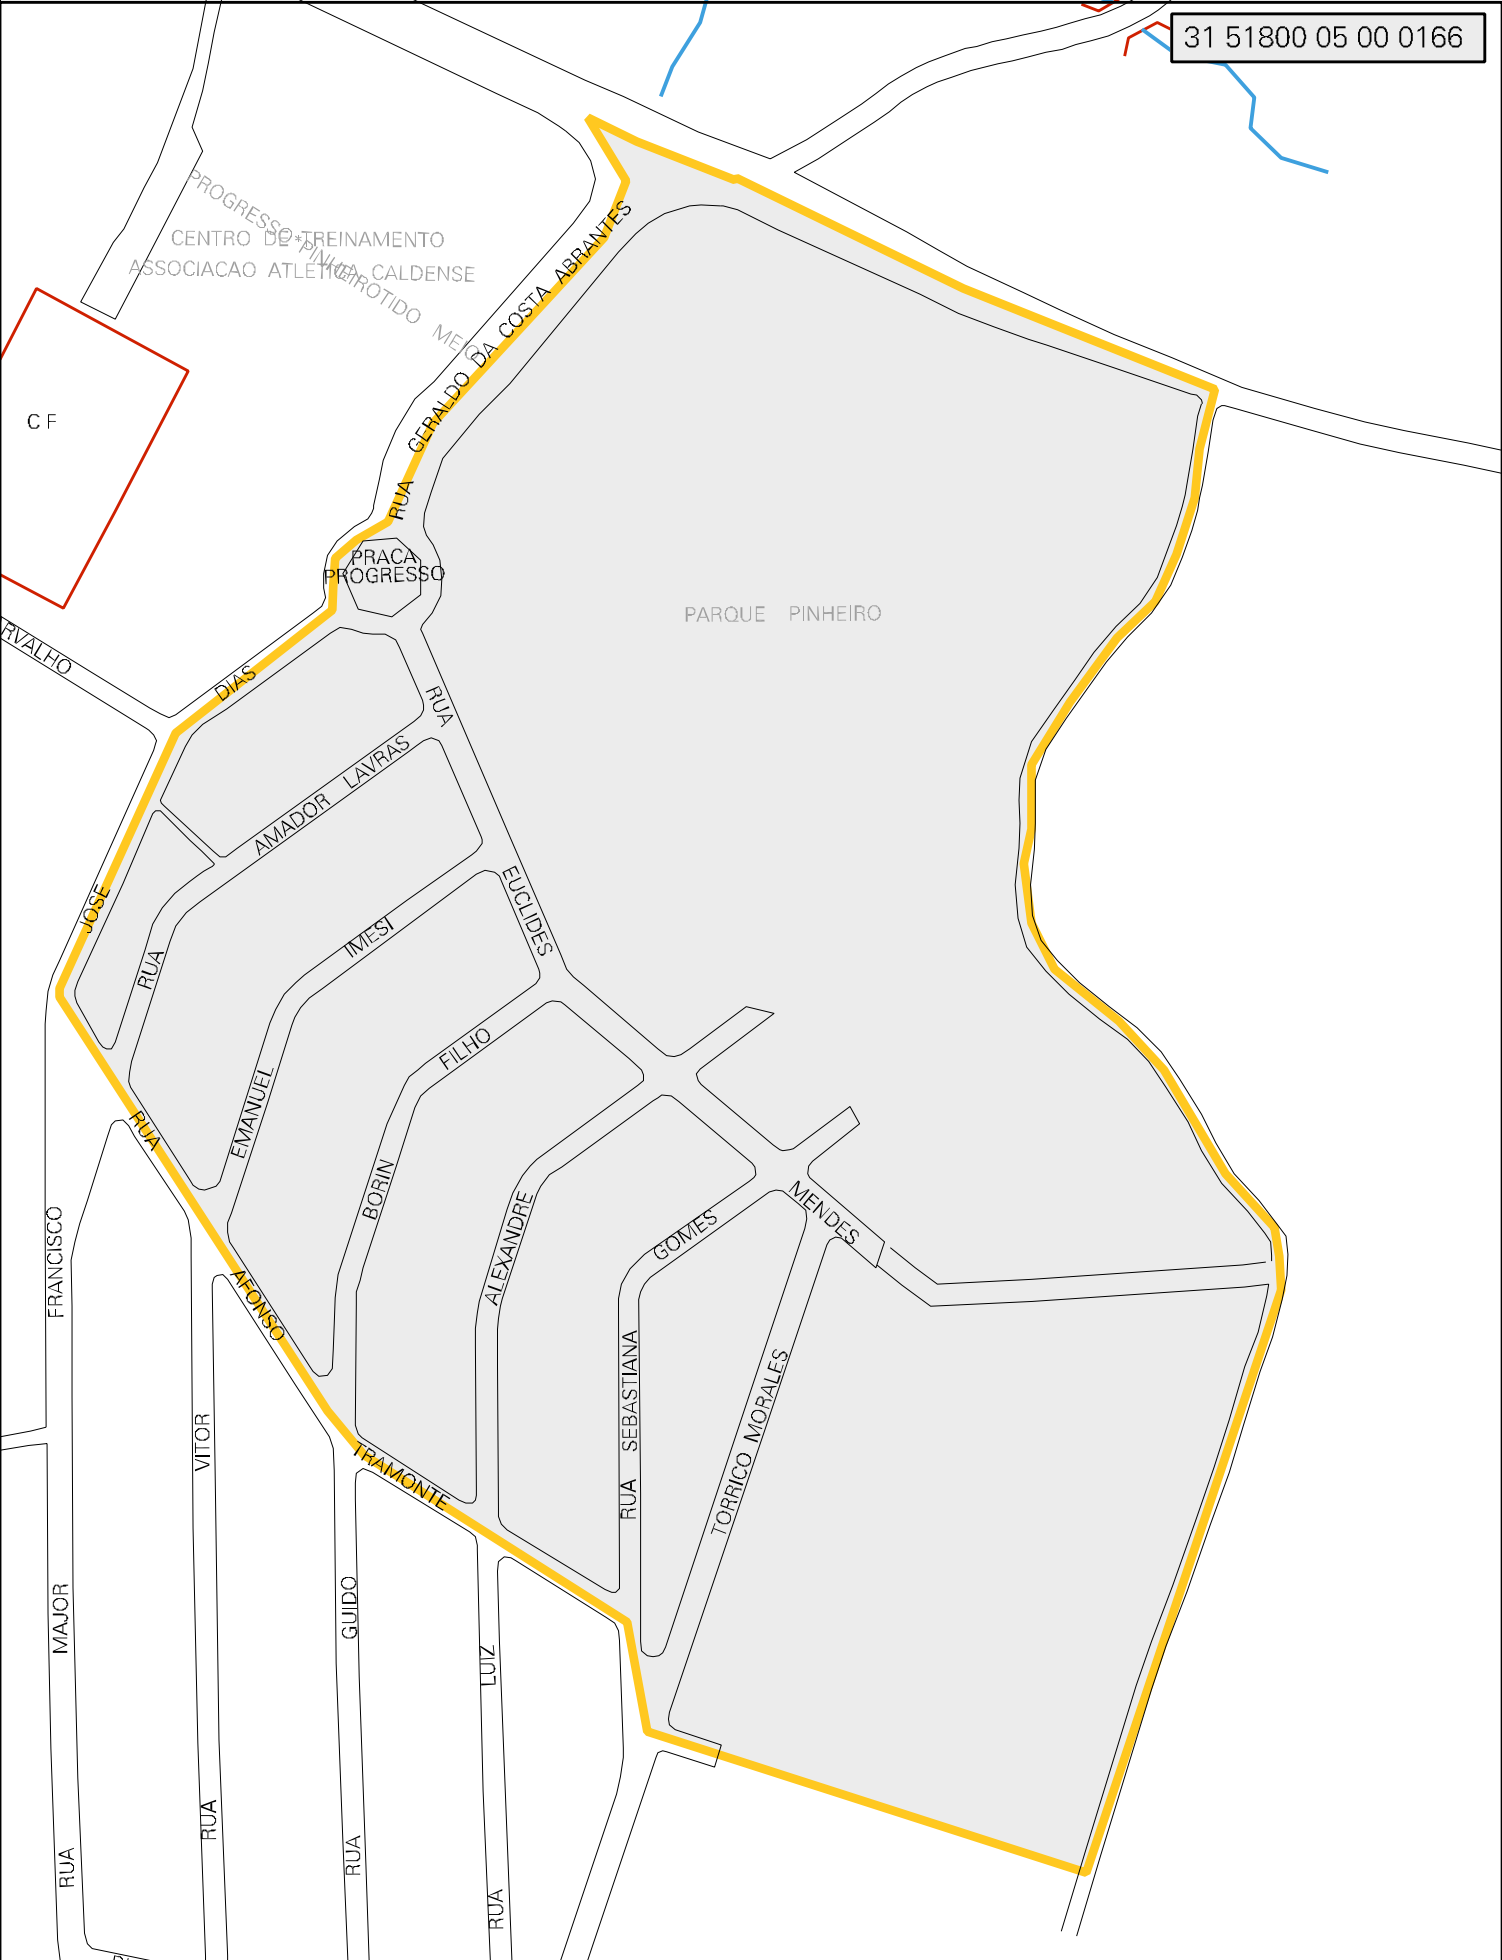 31 51800 05 00 0166
PROGRESSO*PINHEIROTIDO MEIO
CENTRO DE TREINAMENTO
ASSOCIACAO ATLETICA CALDENSE
RUA GERALDO DA COSTA ABRANTES
C F
PRACA
PROGRESSO
PARQUE PINHEIRO
RVALHO
JOSE DIAS
RUA AMADOR LAVRAS
RUA EUCLIDES MENDES
EMANUEL IMESI
BORIN FILHO
ALEXANDRE
RUA SEBASTIANA GOMES
TORRICO MORALES
RUA AFONSO TRAMONTE
RUA MAJOR FRANCISCO
RUA VITOR
RUA GUIDO
RUA LUIZ